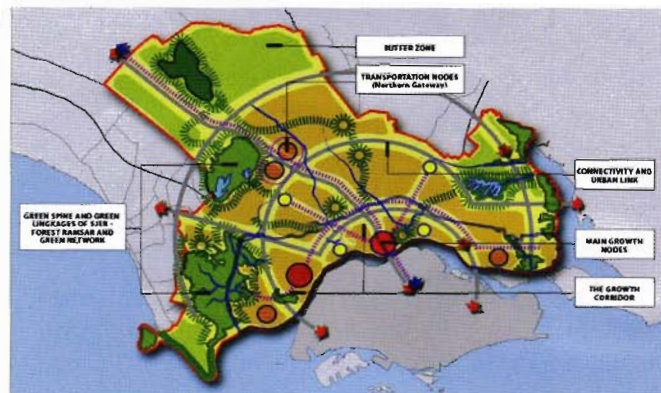 BUFFER ZONE
TRANSPORTATION NODES
(Northern Gateway)
CONNECTIVITY AND
URBAN LINK
GREEN SPINE AND GREEN
LINGKAGES OF SJER -
FOREST RAMSAR AND
GREEN NETWORK
MAIN GROWTH
NODES
THE GROWTH
CORRIDOR